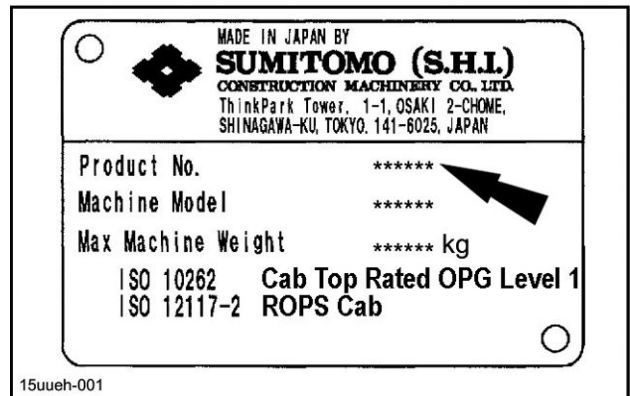 MADE IN JAPAN BY
SUMITOMO (S.H.I.)
CONSTRUCTION MACHINERY CO., LTD.
ThinkPark Tower, 1-1, OSAKI 2-CHOME,
SHINAGAWA-KU, TOKYO, 141-6025, JAPAN
Product No. ******
Machine Model ******
Max Machine Weight ****** kg
ISO 10262 Cab Top Rated OPG Level 1
ISO 12117-2 ROPS Cab
15uueh-001